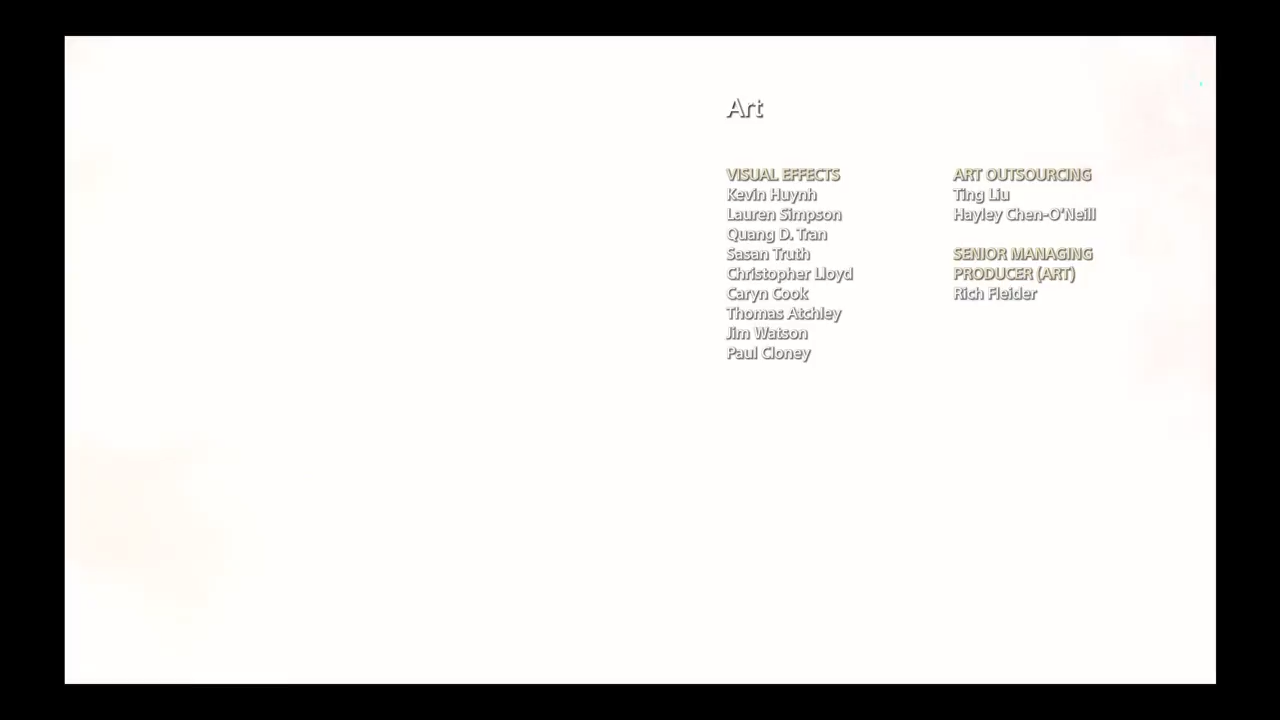 Art
VISUAL EFFECTS
Kevin Huynh
Lauren Simpson
Quang D. Tran
Sasan Truth
Christopher Lloyd
Caryn Cook
Thomas Atchley
Jim Watson
Paul Cloney
ART OUTSOURCING
Ting Liu
Hayley Chen-O'Neill
SENIOR MANAGING
PRODUCER (ART)
Rich Fleider